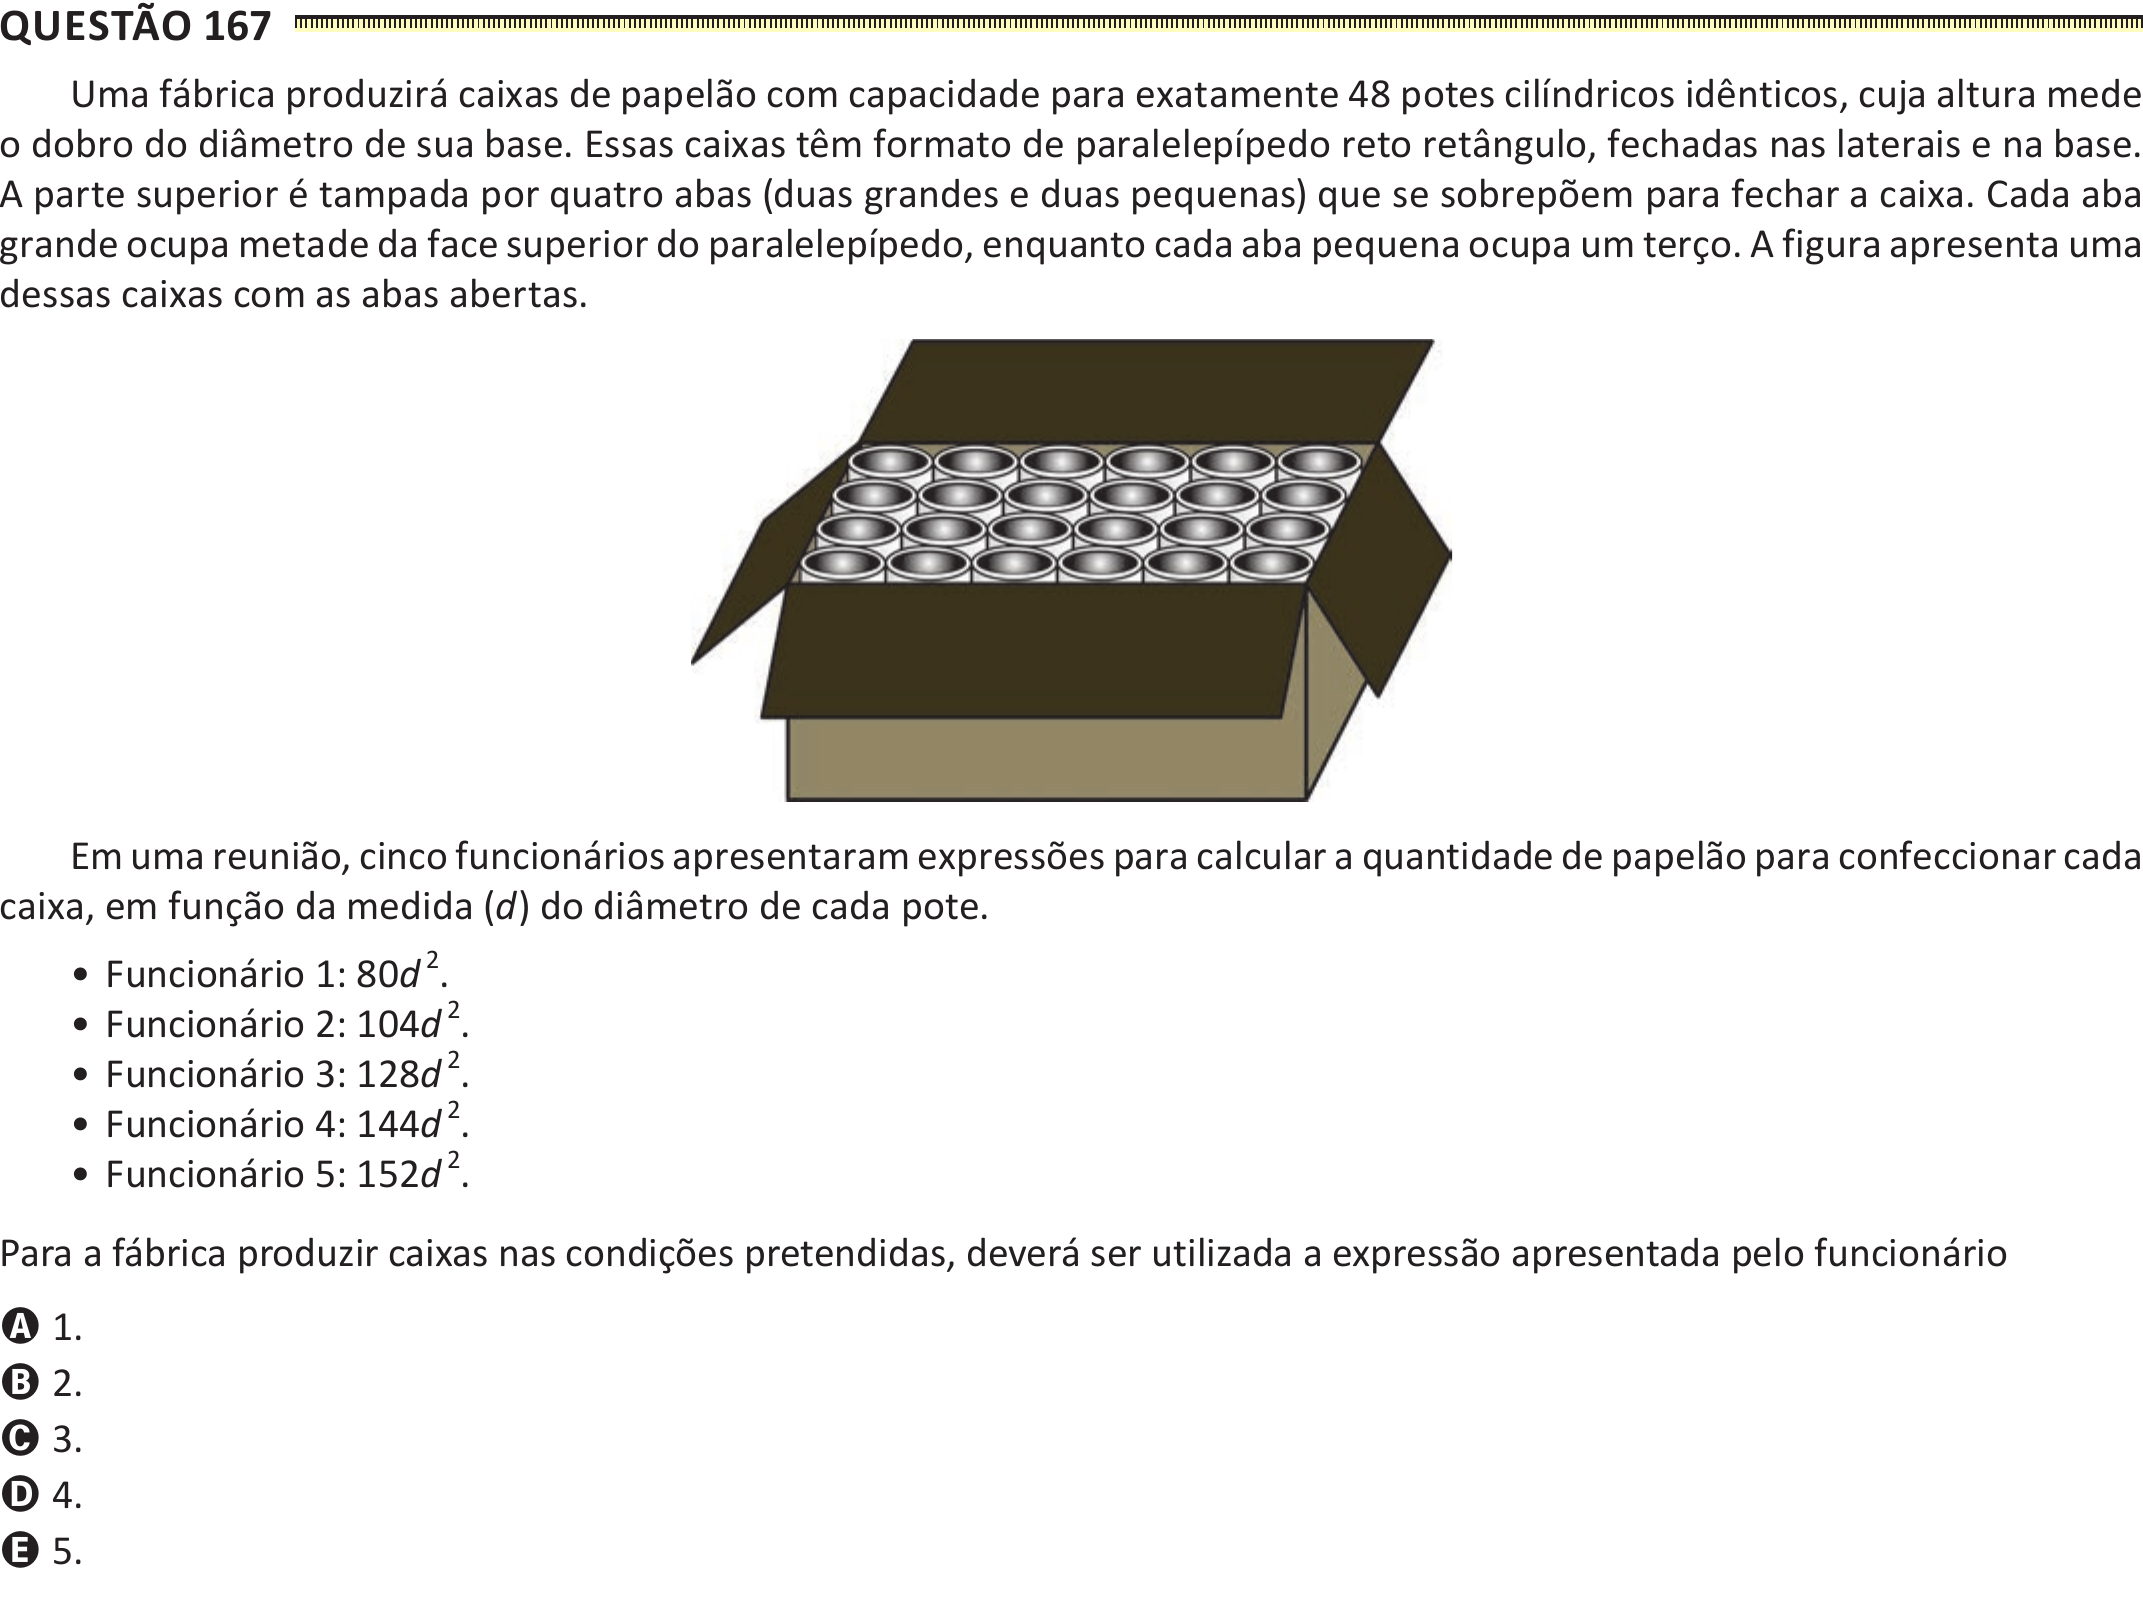 QUESTÃO 167
Uma fábrica produzirá caixas de papelão com capacidade para exatamente 48 potes cilíndricos idênticos, cuja altura mede
o dobro do diâmetro de sua base. Essas caixas têm formato de paralelepípedo reto retângulo, fechadas nas laterais e na base.
A parte superior é tampada por quatro abas (duas grandes e duas pequenas) que se sobrepõem para fechar a caixa. Cada aba
grande ocupa metade da face superior do paralelepípedo, enquanto cada aba pequena ocupa um terço. A figura apresenta uma
dessas caixas com as abas abertas.
Em uma reunião, cinco funcionários apresentaram expressões para calcular a quantidade de papelão para confeccionar cada
caixa, em função da medida (d) do diâmetro de cada pote.
• Funcionário 1: 80d².
• Funcionário 2: 104d².
• Funcionário 3: 128d².
• Funcionário 4: 144d².
• Funcionário 5: 152d².
Para a fábrica produzir caixas nas condições pretendidas, deverá ser utilizada a expressão apresentada pelo funcionário
A 1.
B 2.
C 3.
D 4.
E 5.